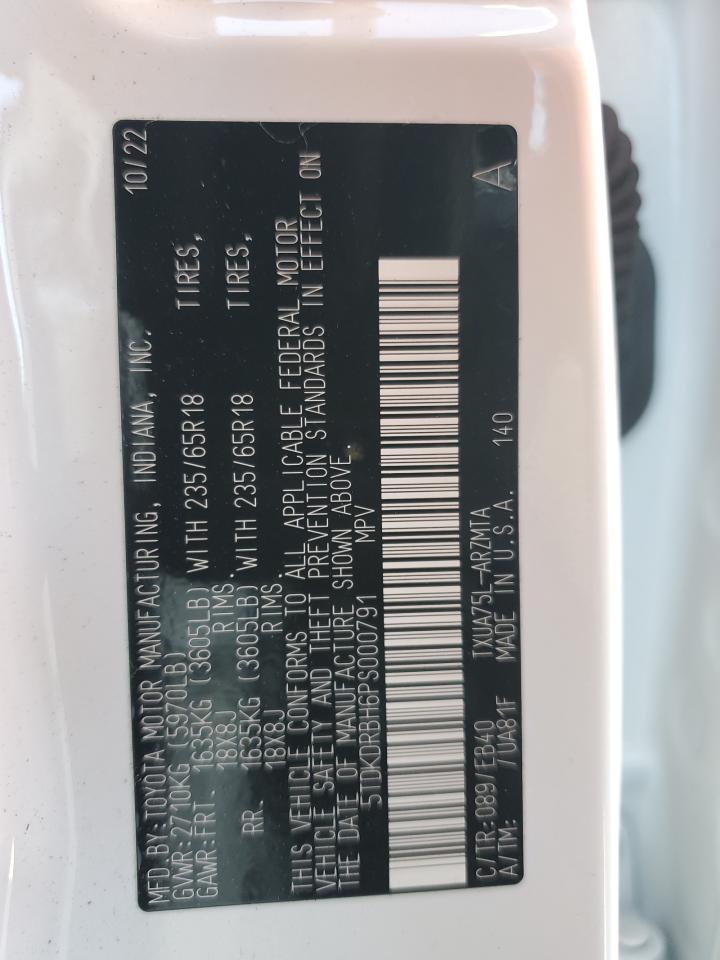 MFD.BY:TOYOTA MOTOR MANUFACTURING, INDIANA, INC. 10/22
GVWR:2710KG (5970LB)
GAWR:FRT. 1635KG (3605LB) WITH 235/65R18 TIRES,
18X8J RIMS.
RR. 1635KG (3605LB) WITH 235/65R18 TIRES,
18X8J RIMS.
THIS VEHICLE CONFORMS TO ALL APPLICABLE FEDERAL MOTOR
VEHICLE SAFETY AND THEFT PREVENTION STANDARDS IN EFFECT ON
THE DATE OF MANUFACTURE SHOWN ABOVE.
5TDKDRBH6PS000791 MPV
C/TR:089/EB40 TXUA75L-ARZMTA A
A/TM: /UA81F MADE IN U.S.A. 140